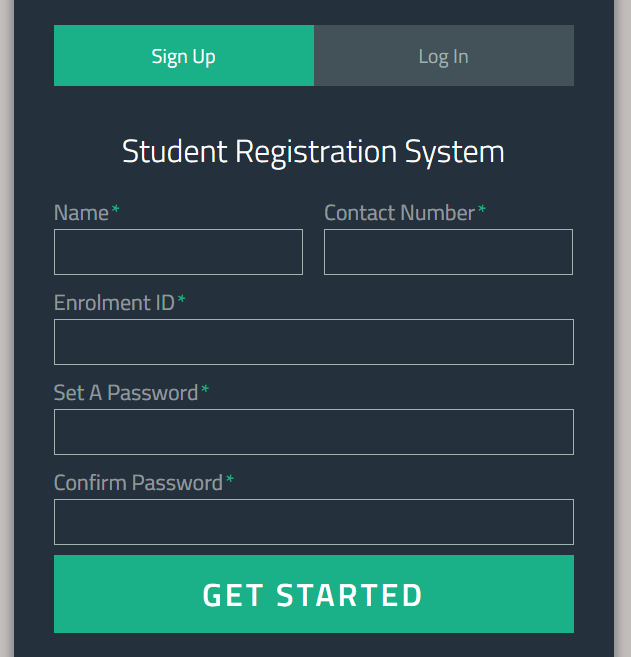 Sign Up Log In
Student Registration System
Name* Contact Number*
Enrolment ID*
Set A Password*
Confirm Password*
GET STARTED